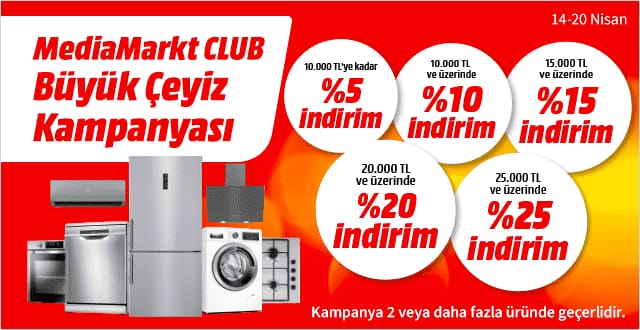 14-20 Nisan
MediaMarkt CLUB
Büyük Çeyiz
Kampanyası
10.000 TL'ye kadar
%5
indirim
10.000 TL
ve üzerinde
%10
indirim
15.000 TL
ve üzerinde
%15
indirim
20.000 TL
ve üzerinde
%20
indirim
25.000 TL
ve üzerinde
%25
indirim
Kampanya 2 veya daha fazla üründe geçerlidir.